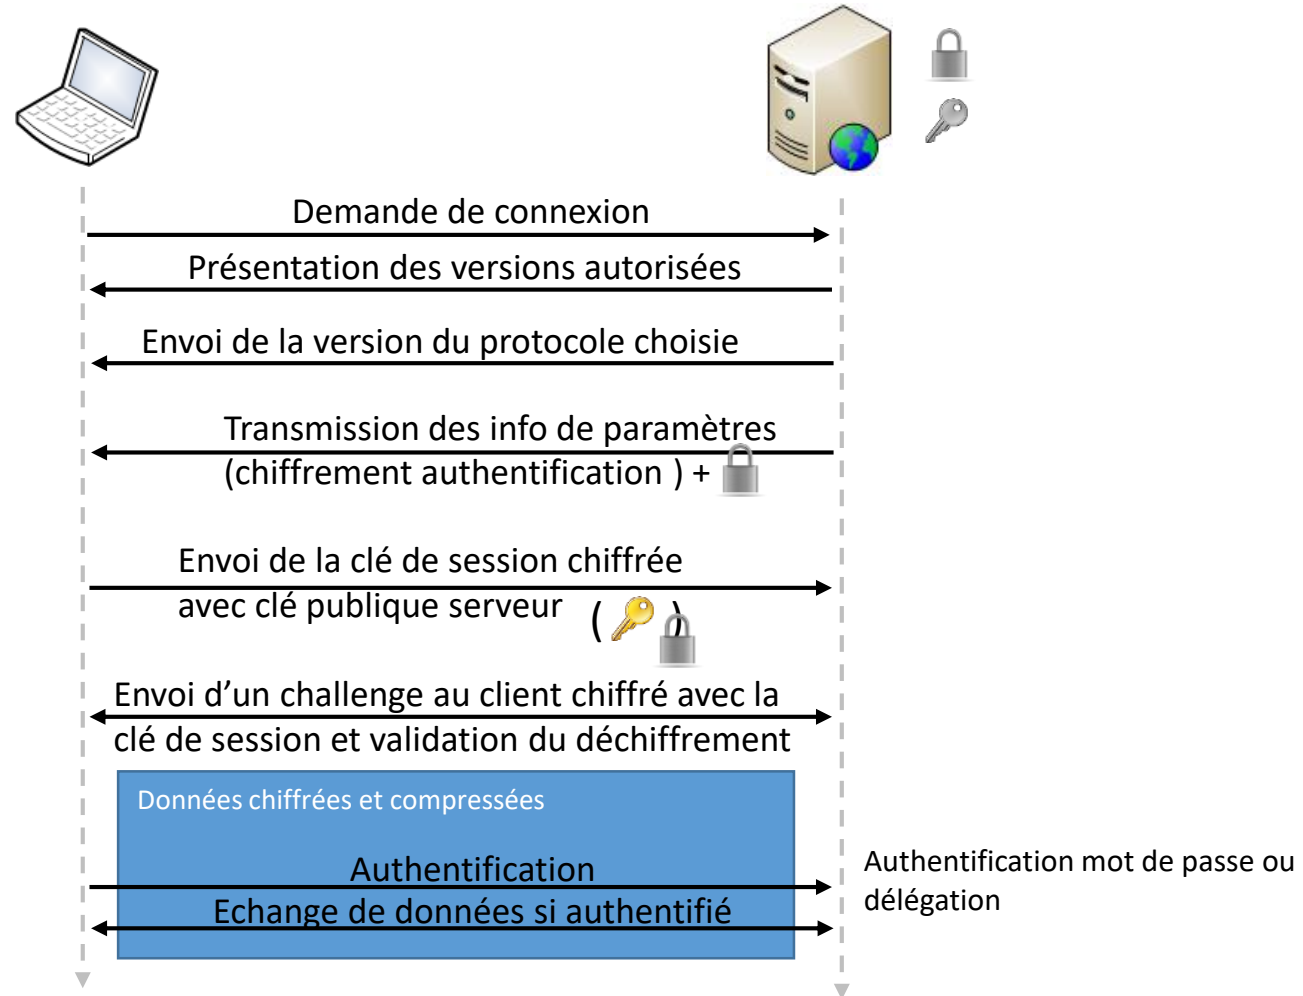 Demande de connexion
Présentation des versions autorisées
Envoi de la version du protocole choisie
Transmission des info de paramètres
(chiffrement authentification ) +
Envoi de la clé de session chiffrée
avec clé publique serveur ( )
Envoi d’un challenge au client chiffré avec la
clé de session et validation du déchiffrement
Données chiffrées et compressées
Authentification
Echange de données si authentifié
Authentification mot de passe ou
délégation